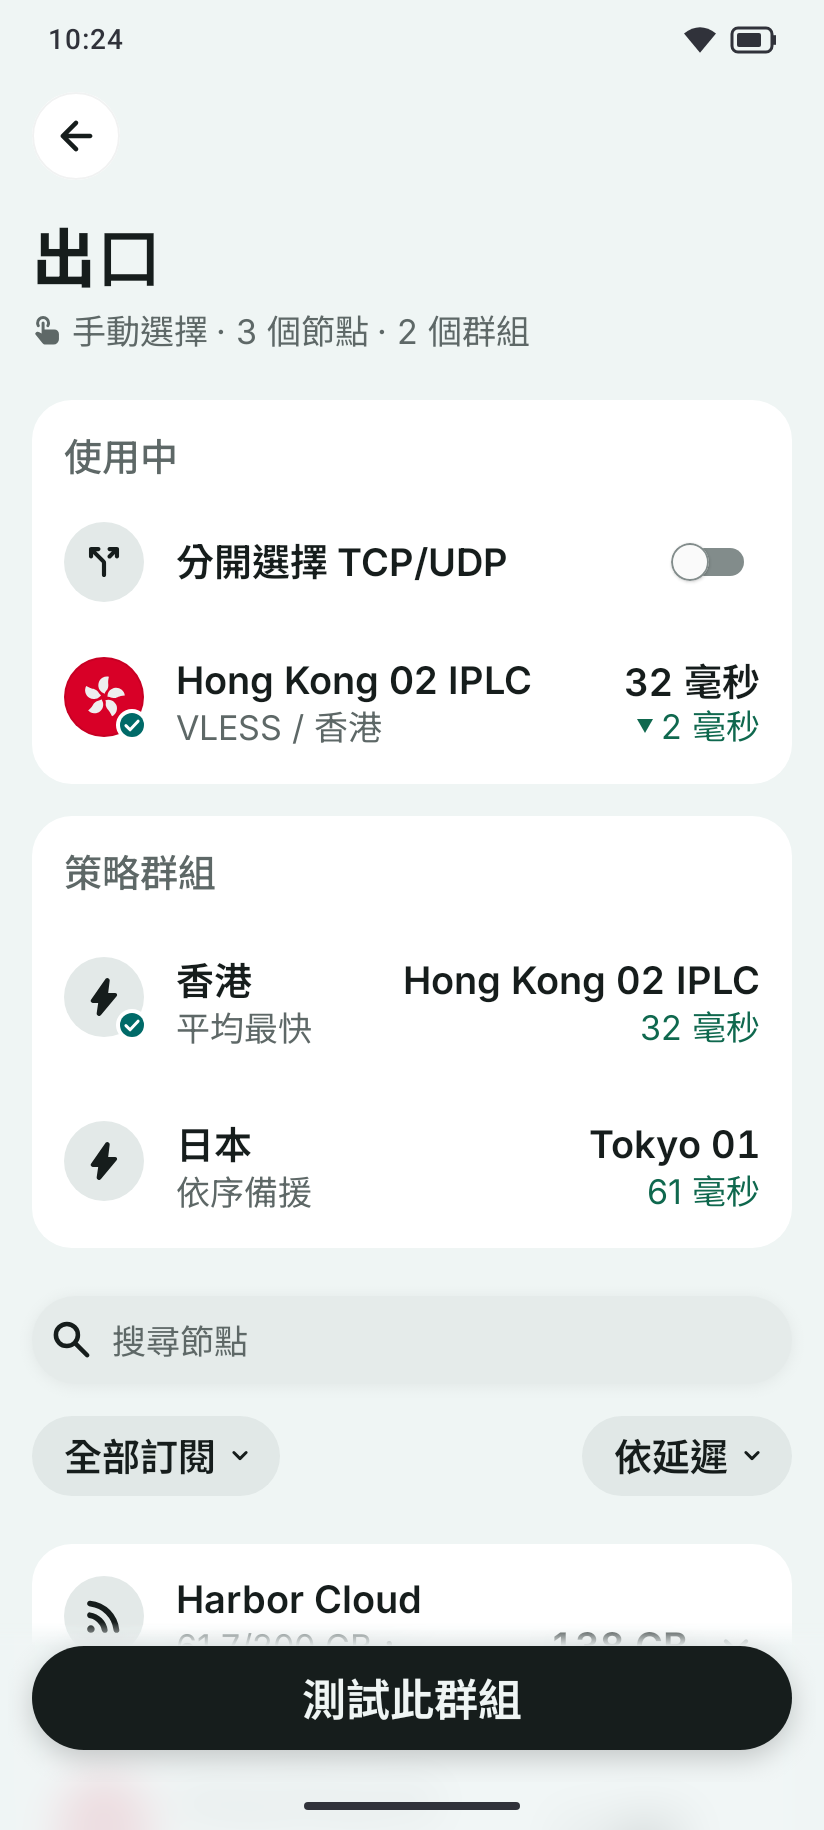 10:24
出口
手動選擇 · 3 個節點 · 2 個群組
使用中
分開選擇 TCP/UDP
Hong Kong 02 IPLC
32 毫秒
VLESS / 香港
▼2 毫秒
策略群組
香港
Hong Kong 02 IPLC
平均最快
32 毫秒
日本
Tokyo 01
依序備援
61 毫秒
搜尋節點
全部訂閱
依延遲
Harbor Cloud
測試此群組